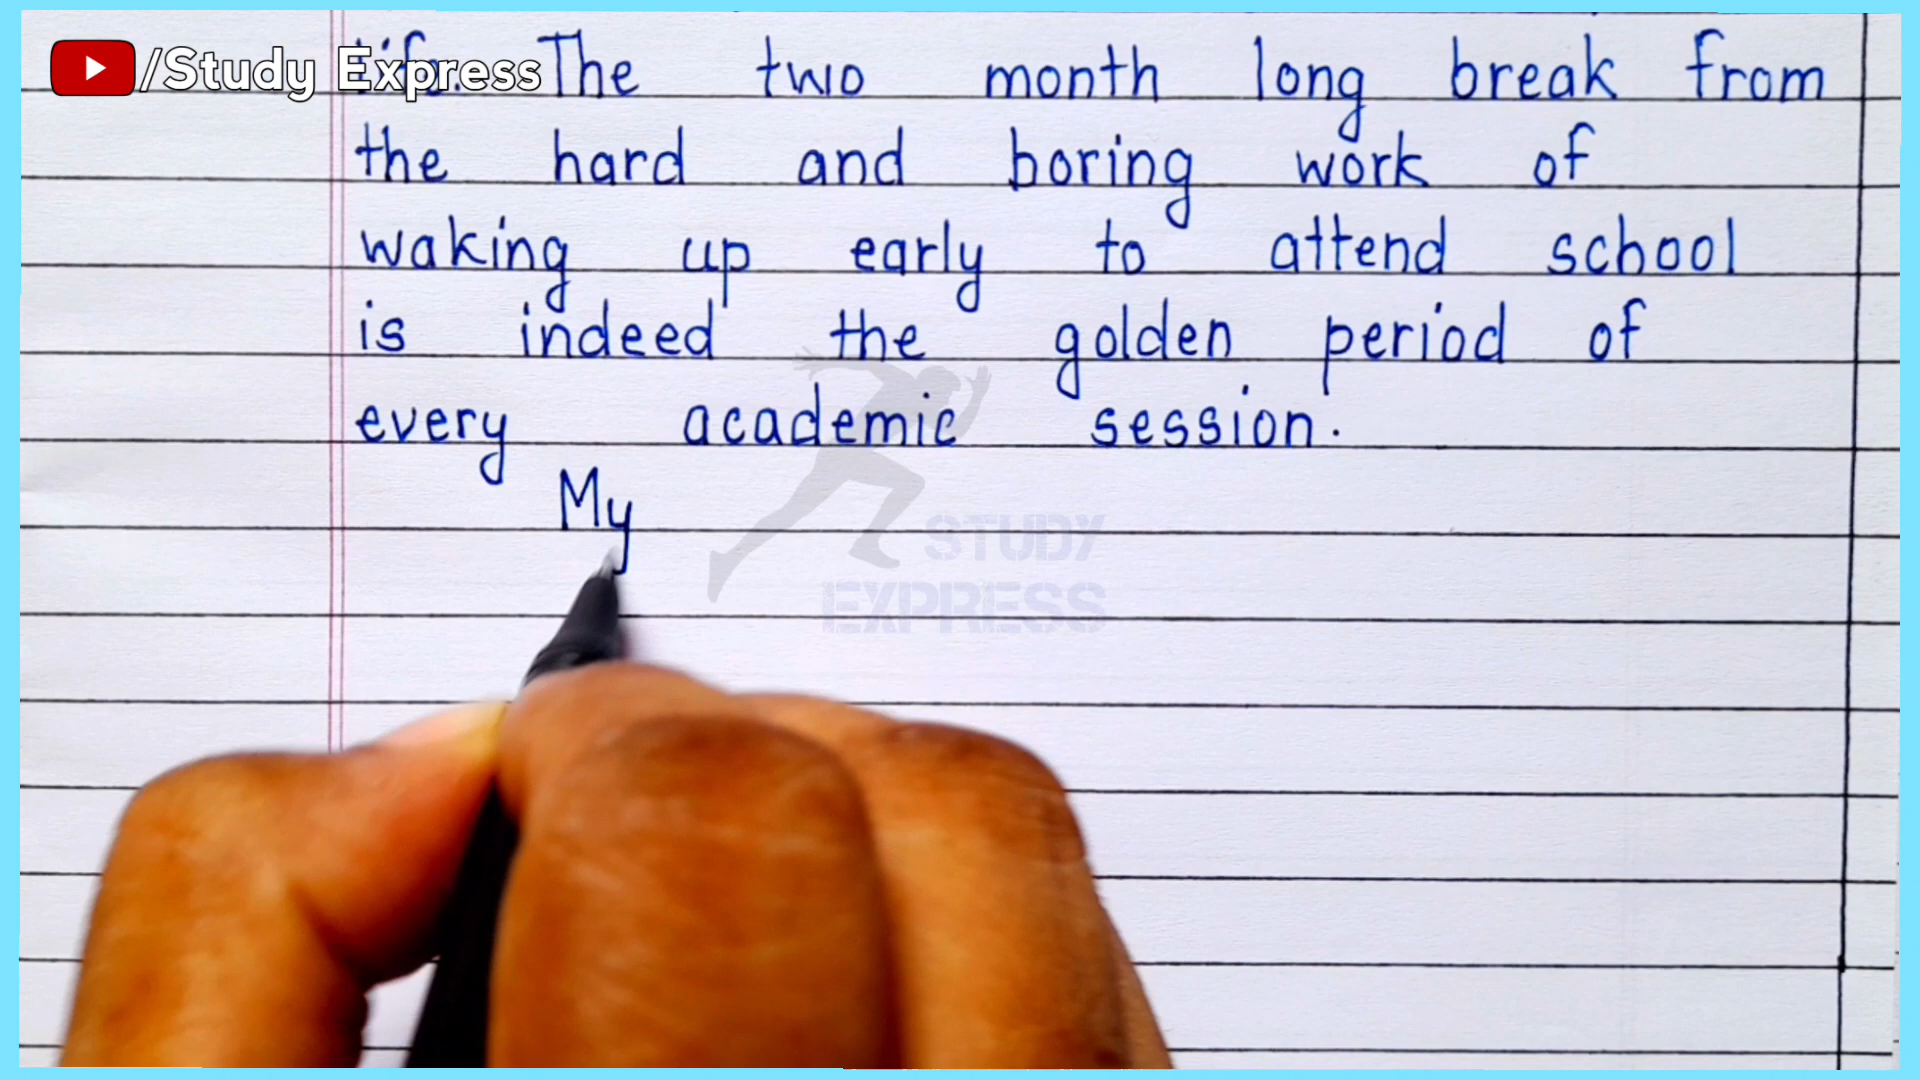 /Study Express
The two month long break from
the hard and boring work of
waking up early to attend school
is indeed the golden period of
every academic session.
My
STUDY
EXPRESS